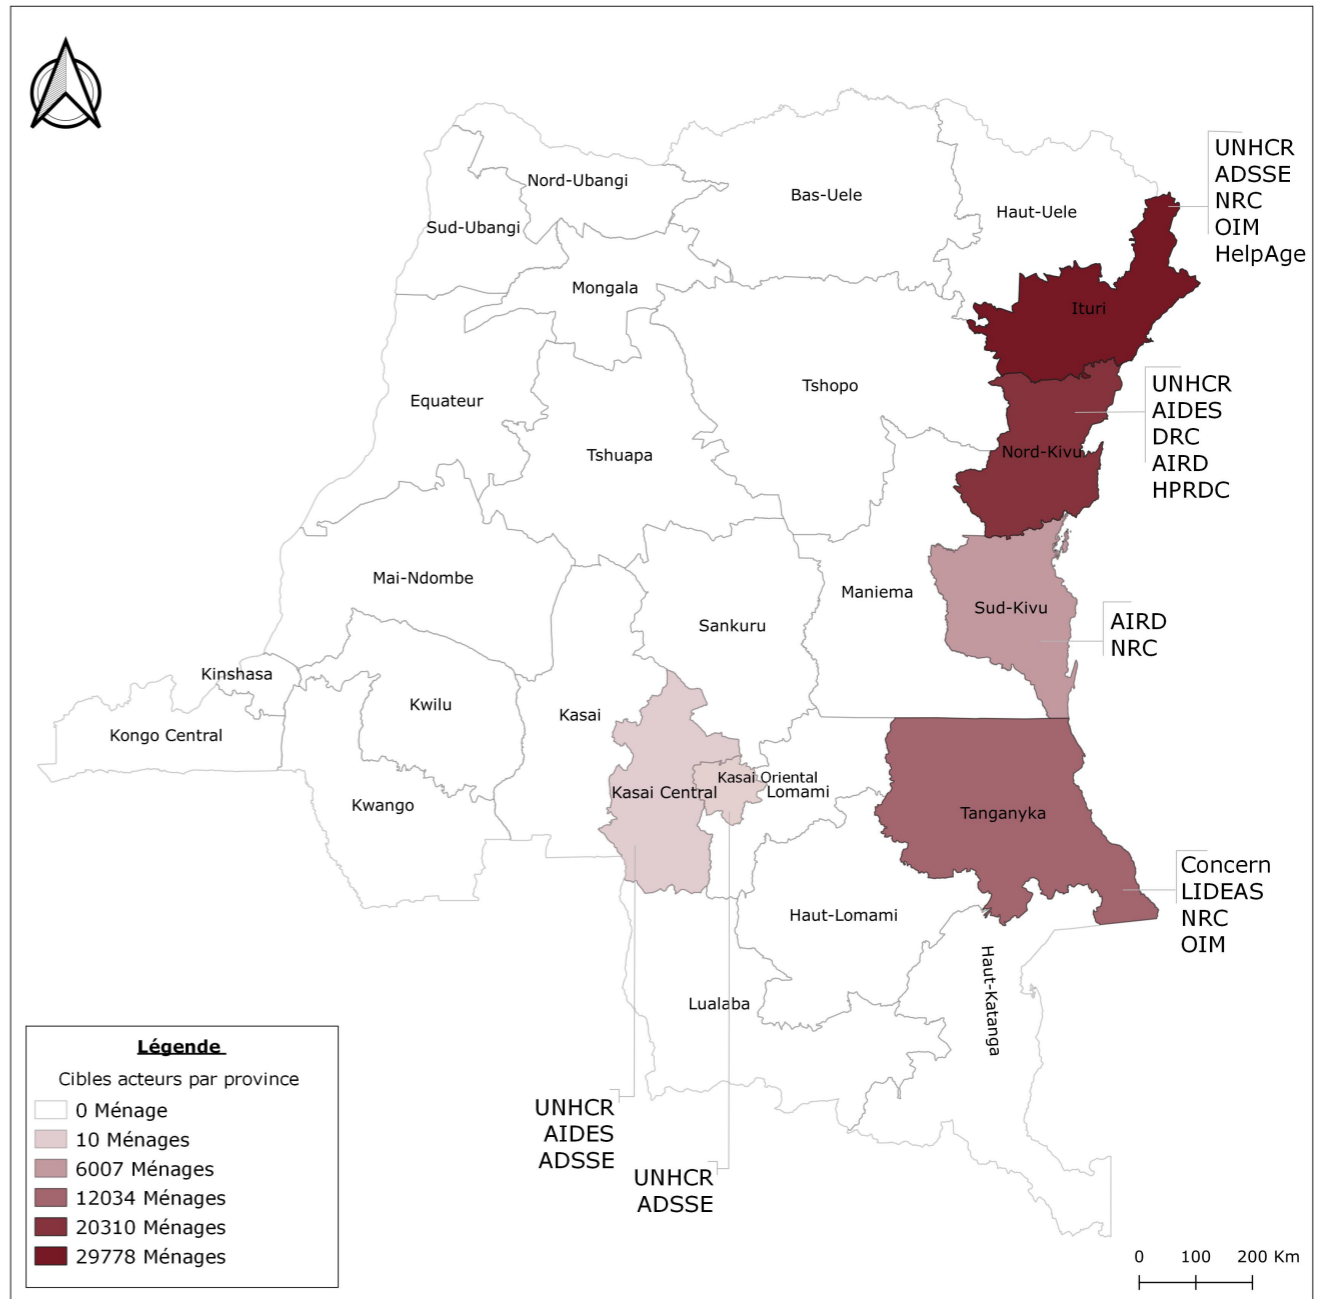 UNHCR
ADSSE
NRC
OIM
HelpAge
Nord-Ubangi
Bas-Uele
Haut-Uele
Sud-Ubangi
Mongala
Ituri
Equateur
Tshopo
UNHCR
AIDES
DRC
AIRD
HPRDC
Tshuapa
Nord-Kivu
Mai-Ndombe
Maniema
Sud-Kivu
Sankuru
AIRD
NRC
Kinshasa
Kwilu
Kasai
Kongo Central
Kasai Oriental
Kasai Central
Lomami
Kwango
Tanganyka
Concern
LIDEAS
NRC
OIM
Haut-Lomami
Haut-Katanga
Lualaba
UNHCR
AIDES
ADSSE
UNHCR
ADSSE
Légende
Cibles acteurs par province
0 Ménage
10 Ménages
6007 Ménages
12034 Ménages
20310 Ménages
29778 Ménages
0 100 200 Km